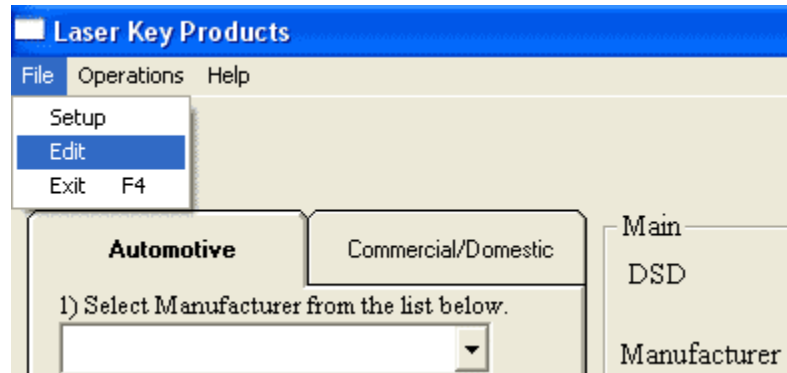 Laser Key Products
File Operations Help
Setup
Edit
Exit F4
Automotive Commercial/Domestic
1) Select Manufacturer from the list below.
Main
DSD
Manufacturer